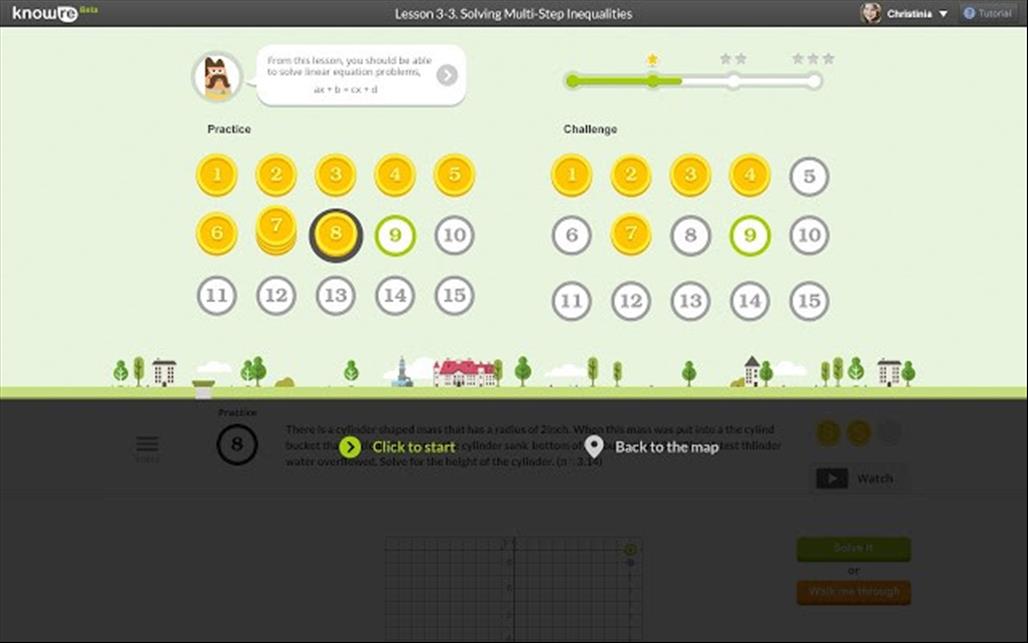 knowre Beta
Lesson 3-3. Solving Multi-Step Inequalities
Christinia
Tutorial
From this lesson, you should be able
to solve linear equation problems,
ax + b = cx + d
Practice
1 2 3 4 5
6 7 8 9 10
11 12 13 14 15
Challenge
1 2 3 4 5
6 7 8 9 10
11 12 13 14 15
Practice
8
There is a cylinder shaped mass that has a radius of 2inch. When this mass was put into a the cylind
bucket cylinder sank bottom of
water overflowed. Solve for the height of the cylinder. 3.14)
Click to start
Back to the map
Watch
Solve it
or
Walk me through